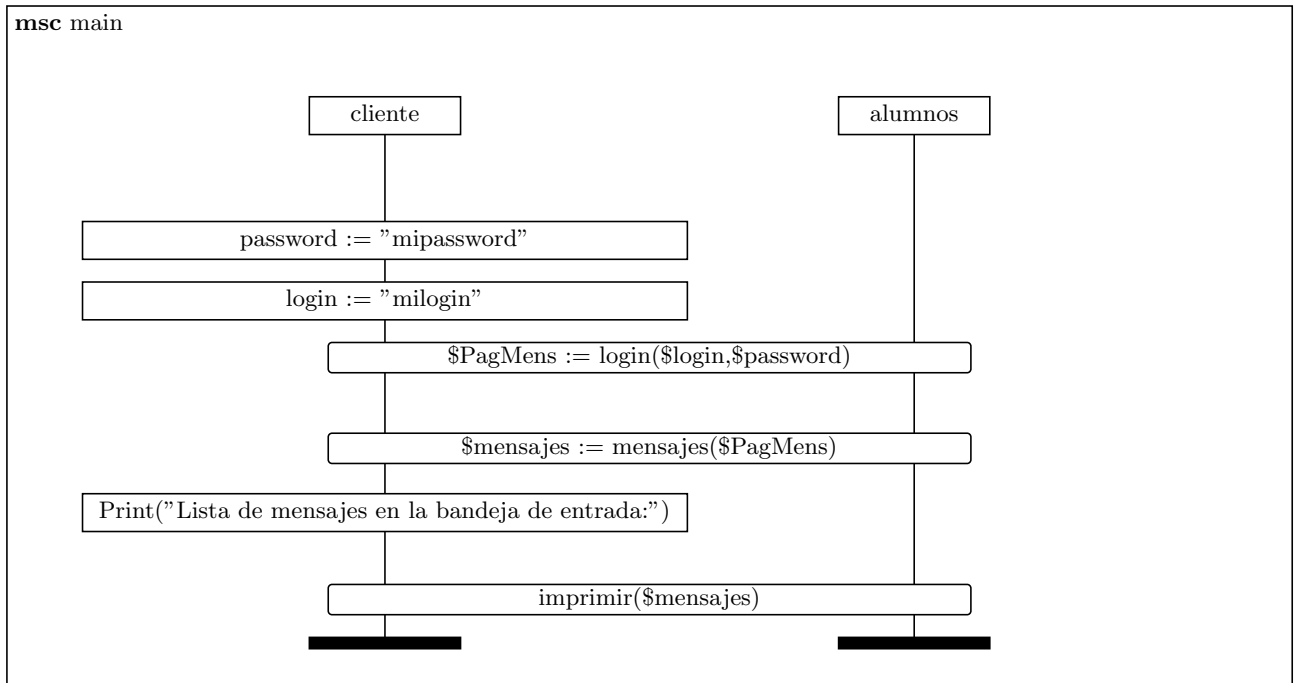 msc main
cliente
alumnos
password := ”mipassword”
login := ”milogin”
$PagMens := login($login,$password)
$mensajes := mensajes($PagMens)
Print(”Lista de mensajes en la bandeja de entrada:”)
imprimir($mensajes)